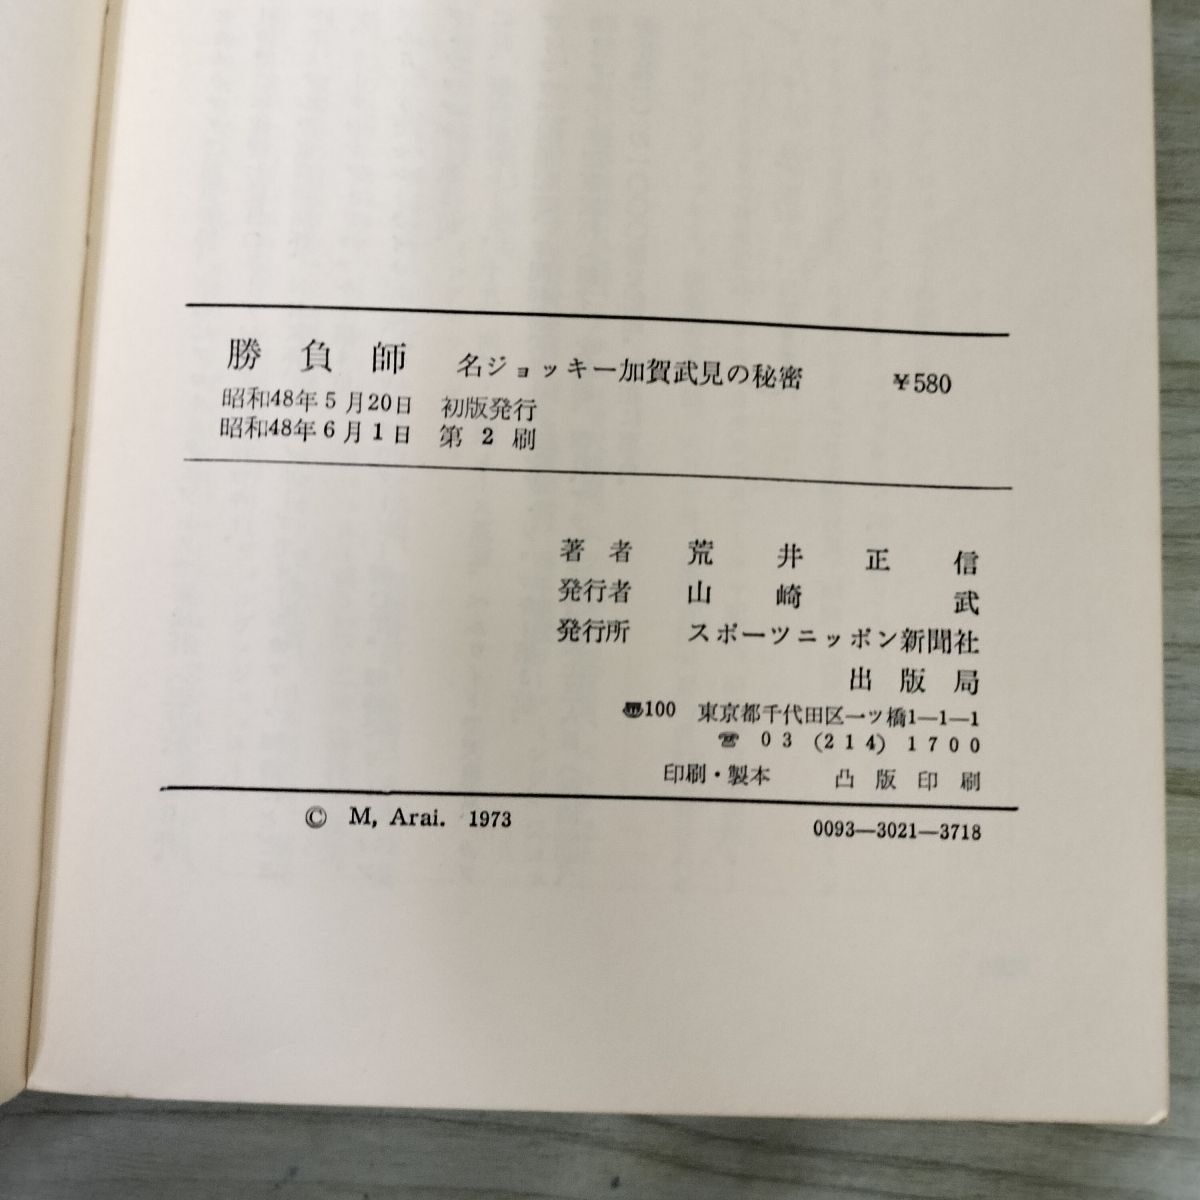 勝負師 名ジョッキー加賀武見の秘密 ¥580
昭和48年5月20日 初版発行
昭和48年6月1日 第2刷
著者 荒井正信
発行者 山崎武
発行所 スポーツニッポン新聞社
出版局
〠100 東京都千代田区一ッ橋1—1—1
☎ 03 (214) 1700
印刷・製本 凸版印刷
© M, Arai. 1973
0093—3021—3718